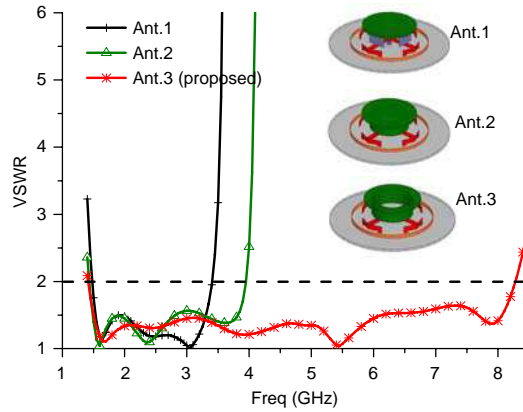 6
5
4
3
2
1
1 2 3 4 5 6 7 8
VSWR
Freq (GHz)
Ant.1
Ant.2
Ant.3 (proposed)
Ant.1
Ant.2
Ant.3